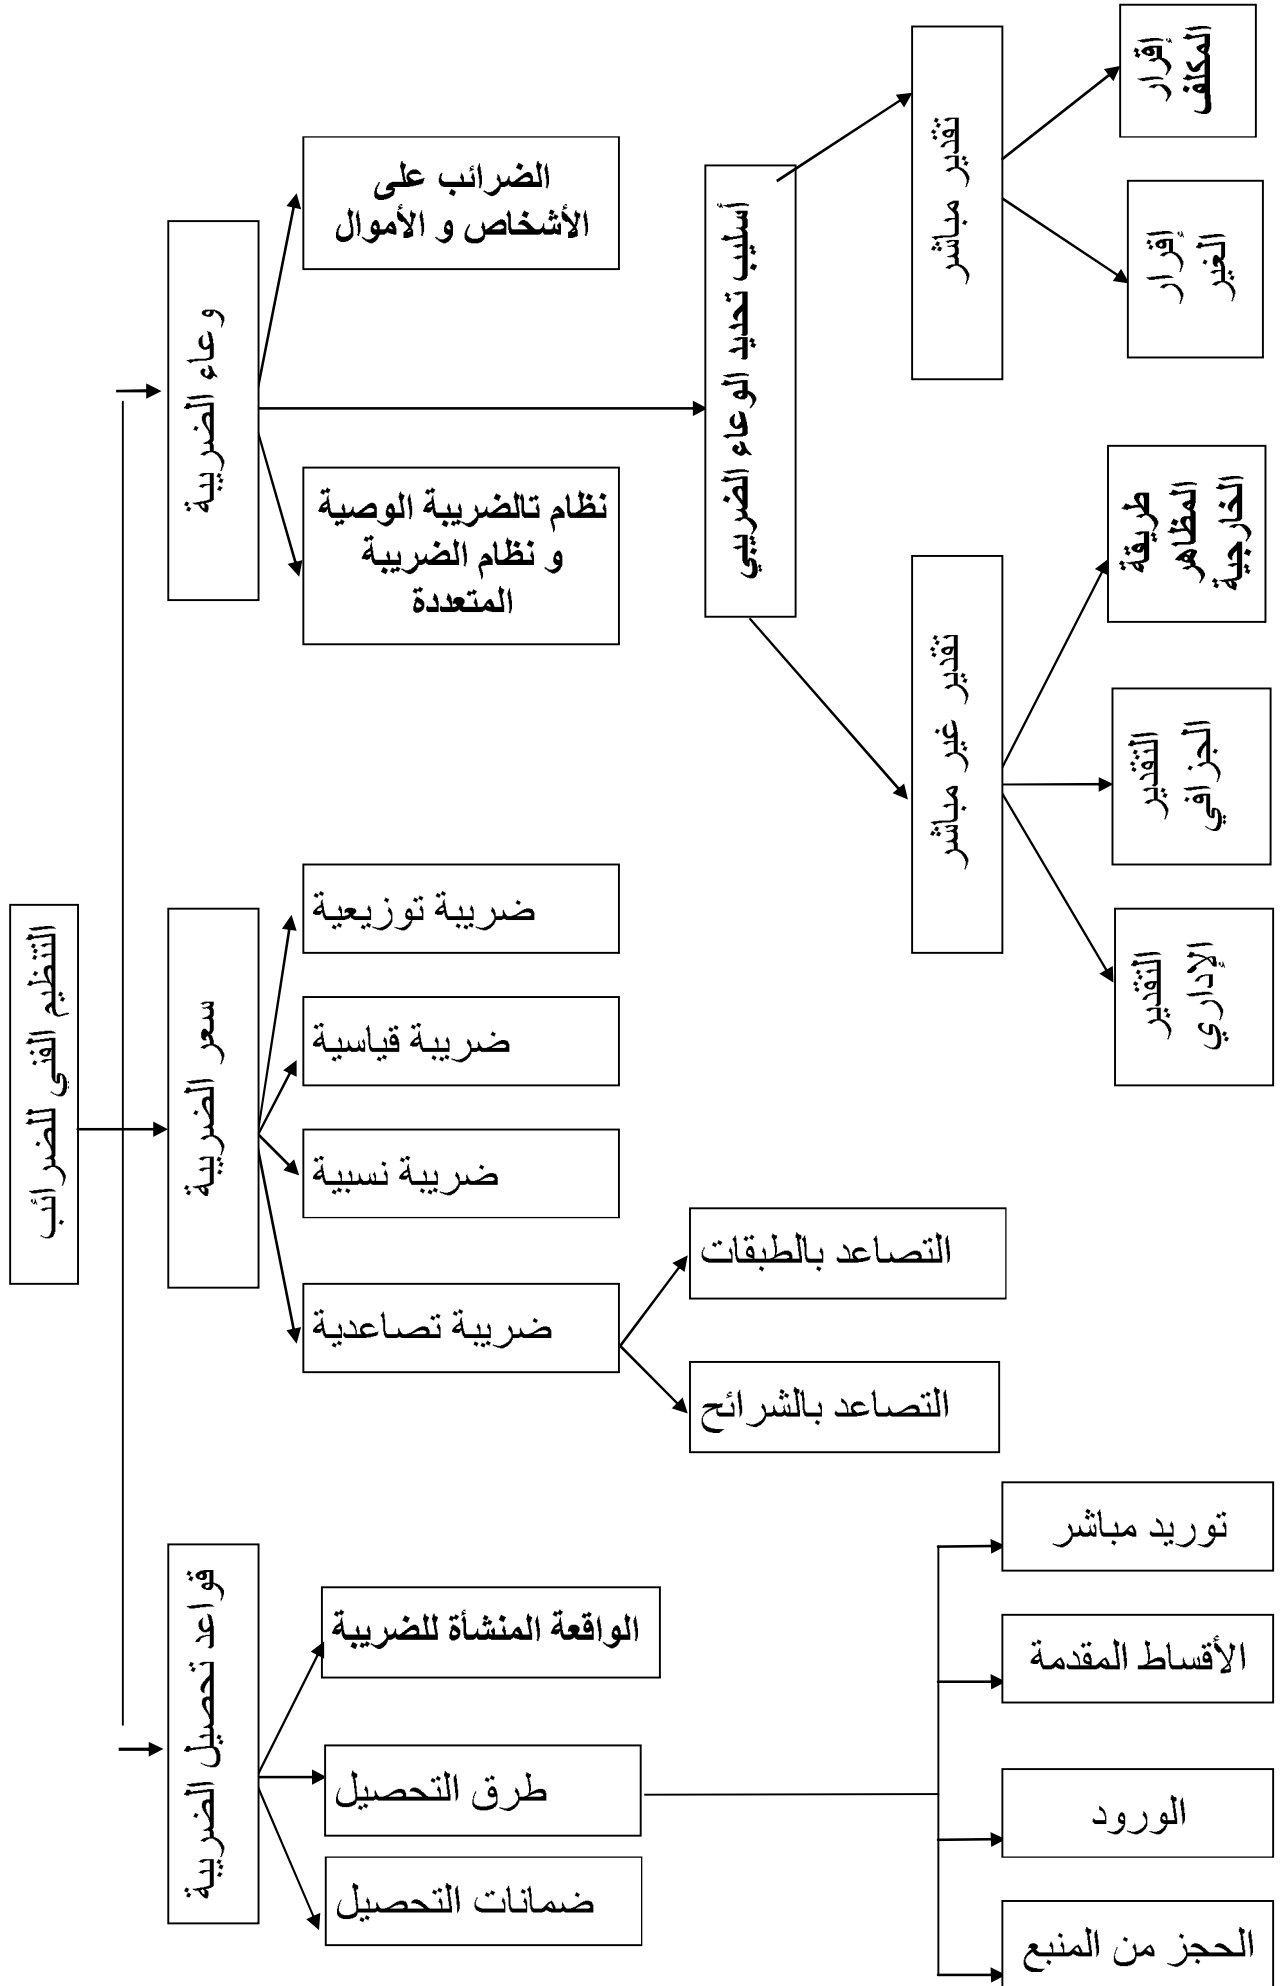 التنظيم الفني للضرائب
وعاء الضريبة
الضرائب على
الأشخاص و الأموال
نظام تالضريبة الوصية
و نظام الضريبة
المتعددة
أسليب تحديد الوعاء الضريبي
تقدير مباشر
إقرار
المكلف
إقرار
الغير
تقدير غير مباشر
طريقة
المظاهر
الخارجية
التقدير
الجزافي
التقدير
الإداري
سعر الضريبة
ضريبة توزيعية
ضريبة قياسية
ضريبة نسبية
ضريبة تصاعدية
التصاعد بالطبقات
التصاعد بالشرائح
قواعد تحصيل الضريبة
الواقعة المنشأة للضريبة
طرق التحصيل
ضمانات التحصيل
توريد مباشر
الأقساط المقدمة
الورود
الحجز من المنبع